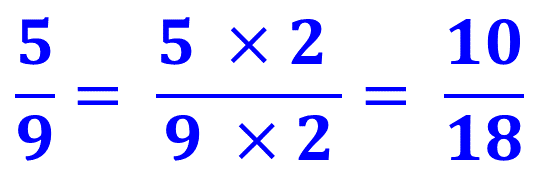 5/9 = (5 × 2)/(9 × 2) = 10/18